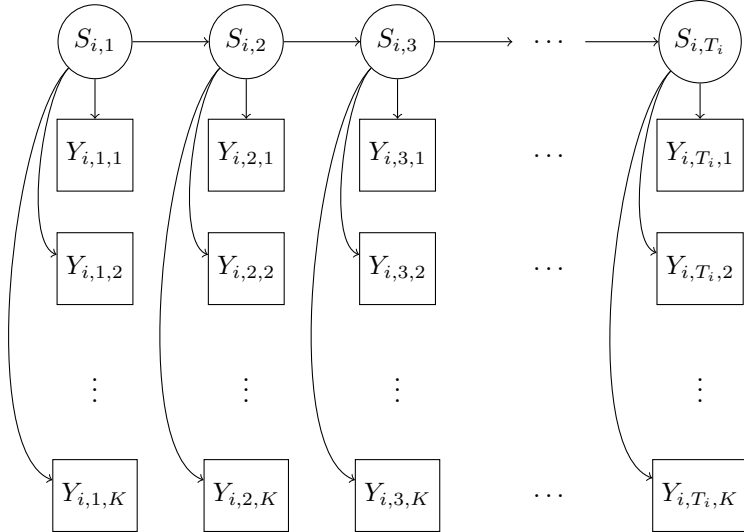 S_{i,1} S_{i,2} S_{i,3} ⋯ S_{i,T_i}
Y_{i,1,1} Y_{i,2,1} Y_{i,3,1} ⋯ Y_{i,T_i,1}
Y_{i,1,2} Y_{i,2,2} Y_{i,3,2} ⋯ Y_{i,T_i,2}
⋮ ⋮ ⋮ ⋮
Y_{i,1,K} Y_{i,2,K} Y_{i,3,K} ⋯ Y_{i,T_i,K}